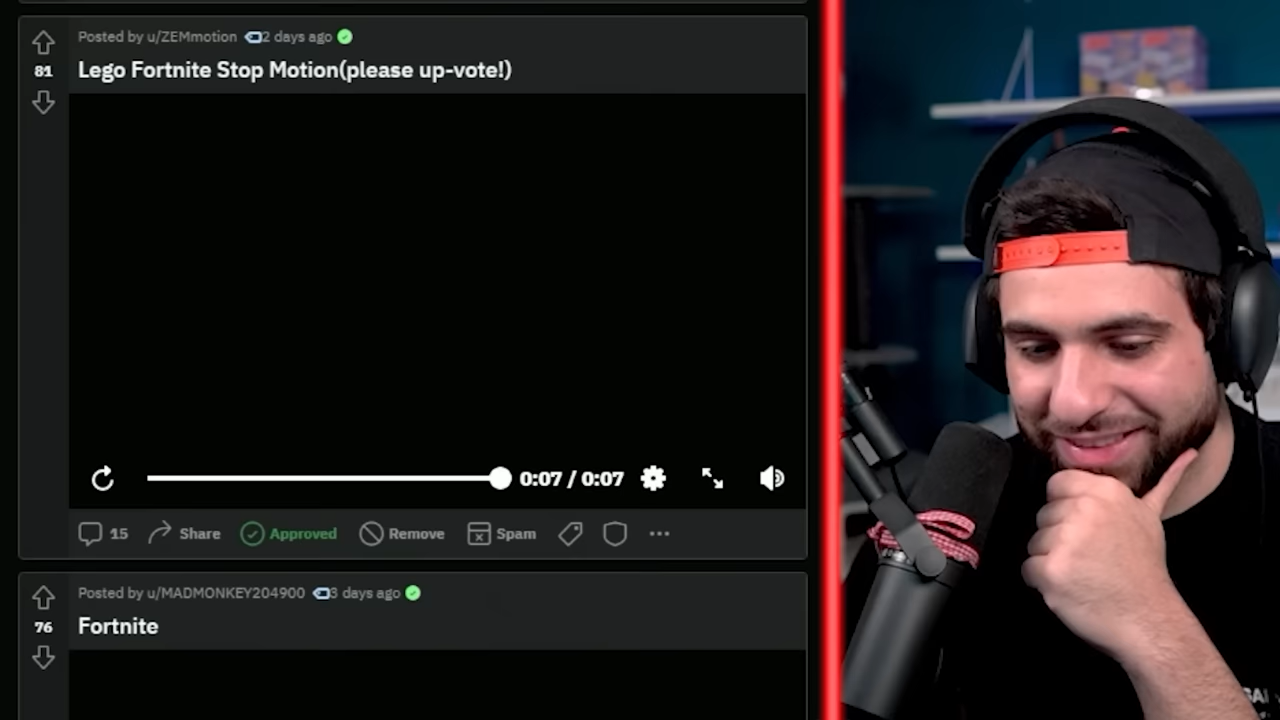 Posted by u/ZEMmotion 2 days ago
81
Lego Fortnite Stop Motion(please up-vote!)
0:07 / 0:07
15 Share Approved Remove Spam
Posted by u/MADMONKEY204900 3 days ago
76
Fortnite